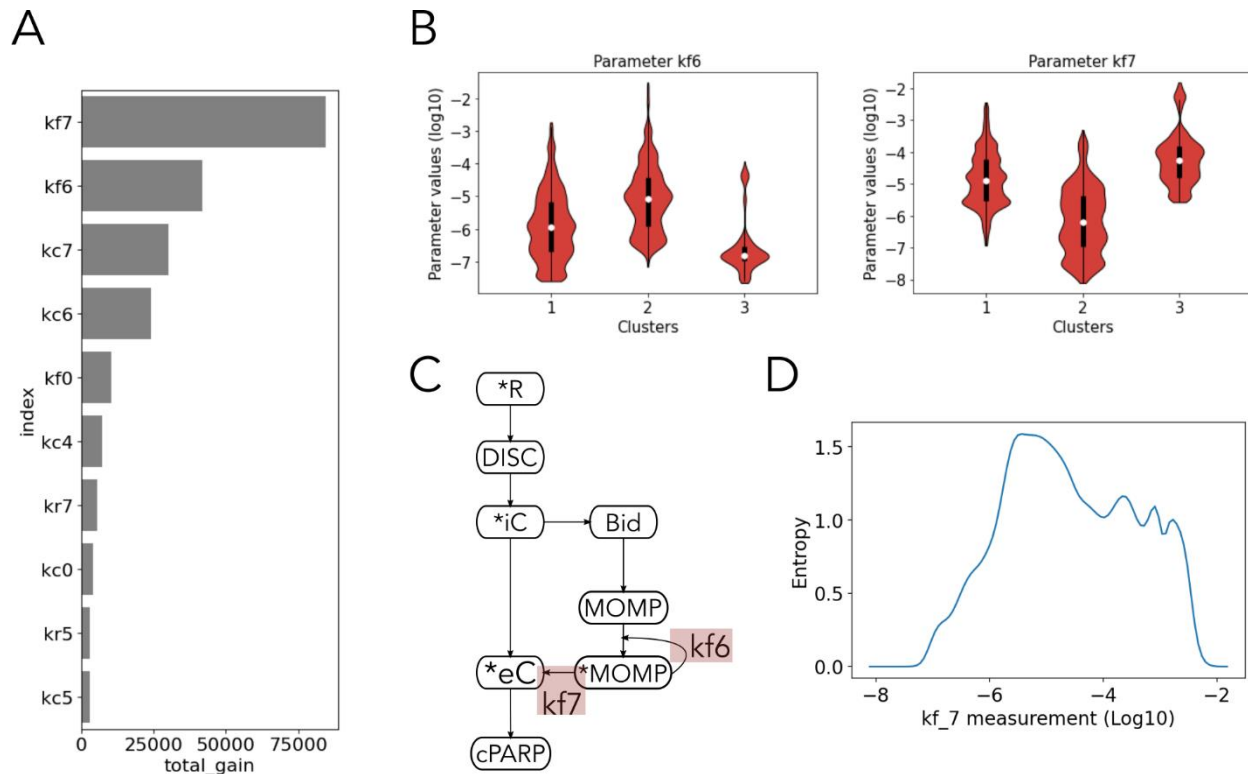 A
kf7
kf6
kc7
kc6
kf0
kc4
kr7
kc0
kr5
kc5
index
0 25000 50000 75000
total_gain
B
Parameter kf6
Parameter values (log10)
−2
−3
−4
−5
−6
−7
1 2 3
Clusters
Parameter kf7
Parameter values (log10)
−2
−3
−4
−5
−6
−7
−8
1 2 3
Clusters
C
*R
DISC
*iC
Bid
MOMP
kf6
*eC
*MOMP
kf7
cPARP
D
Entropy
1.5
1.0
0.5
0.0
−8 −6 −4 −2
kf_7 measurement (Log10)